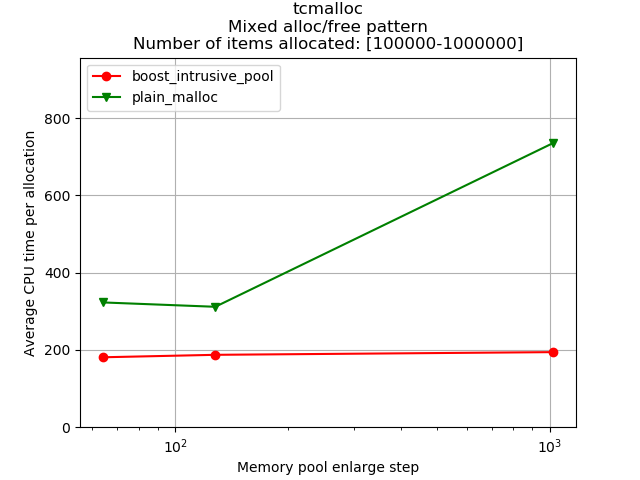 tcmalloc
Mixed alloc/free pattern
Number of items allocated: [100000-1000000]
boost_intrusive_pool
plain_malloc
Average CPU time per allocation
800
600
400
200
0
10²
10³
Memory pool enlarge step